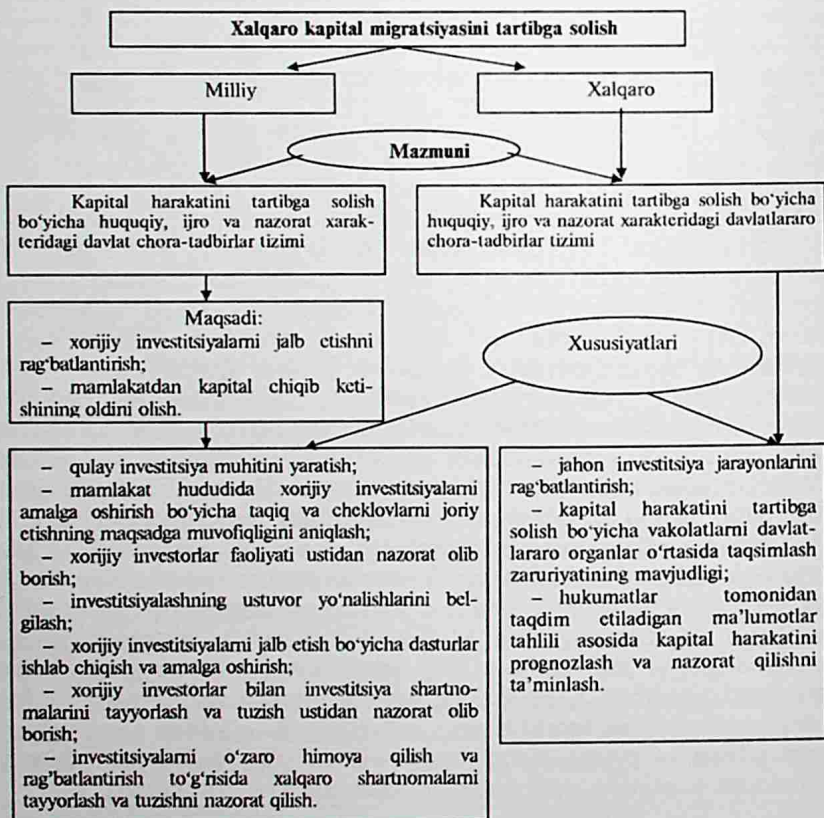 Xalqaro kapital migratsiyasini tartibga solish
Milliy
Xalqaro
Mazmuni
Kapital harakatini tartibga solish
bo‘yicha huquqiy, ijro va nazorat xarak-
teridagi davlat chora-tadbirlar tizimi
Kapital harakatini tartibga solish bo‘yicha
huquqiy, ijro va nazorat xarakteridagi davlatlararo
chora-tadbirlar tizimi
Maqsadi:
– xorijiy investitsiyalarni jalb etishni
rag‘batlantirish;
– mamlakatdan kapital chiqib keti-
shining oldini olish.
Xususiyatlari
– qulay investitsiya muhitini yaratish;
– mamlakat hududida xorijiy investitsiyalarni
amalga oshirish bo‘yicha taqiq va cheklovlarni joriy
etishning maqsadga muvofiqligini aniqlash;
– xorijiy investorlar faoliyati ustidan nazorat olib
borish;
– investitsiyalashning ustuvor yo‘nalishlarini bel-
gilash;
– xorijiy investitsiyalarni jalb etish bo‘yicha dasturlar
ishlab chiqish va amalga oshirish;
– xorijiy investorlar bilan investitsiya shartno-
malarini tayyorlash va tuzish ustidan nazorat olib
borish;
– investitsiyalarni o‘zaro himoya qilish va
rag‘batlantirish to‘g‘risida xalqaro shartnomalarni
tayyorlash va tuzishni nazorat qilish.
– jahon investitsiya jarayonlarini
rag‘batlantirish;
– kapital harakatini tartibga
solish bo‘yicha vakolatlarni davlat-
lararo organlar o‘rtasida taqsimlash
zaruriyatining mavjudligi;
– hukumatlar tomonidan
taqdim etiladigan ma’lumotlar
tahlili asosida kapital harakatini
prognozlash va nazorat qilishni
ta’minlash.